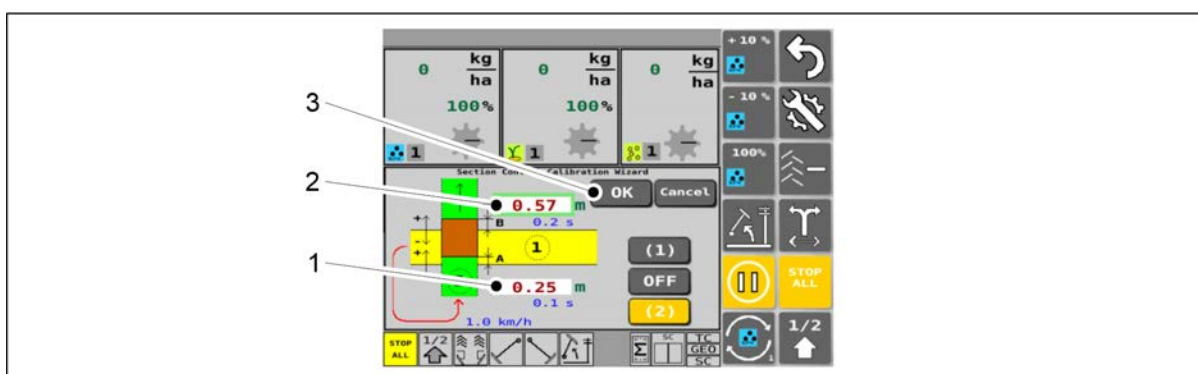 + 10 %
kg
ha
0
100%
1
kg
ha
0
100%
1
kg
ha
0
1
- 10 %
100%
3
2
1
Section Control Calibration Wizard
OK
Cancel
0.57 m
0.2 s
B
+
-
+
1
A
0.25 m
0.1 s
1.0 km/h
(1)
OFF
(2)
STOP
ALL
1/2
STOP
ALL
1/2
Σ
SC
TC
GEO
SC
1